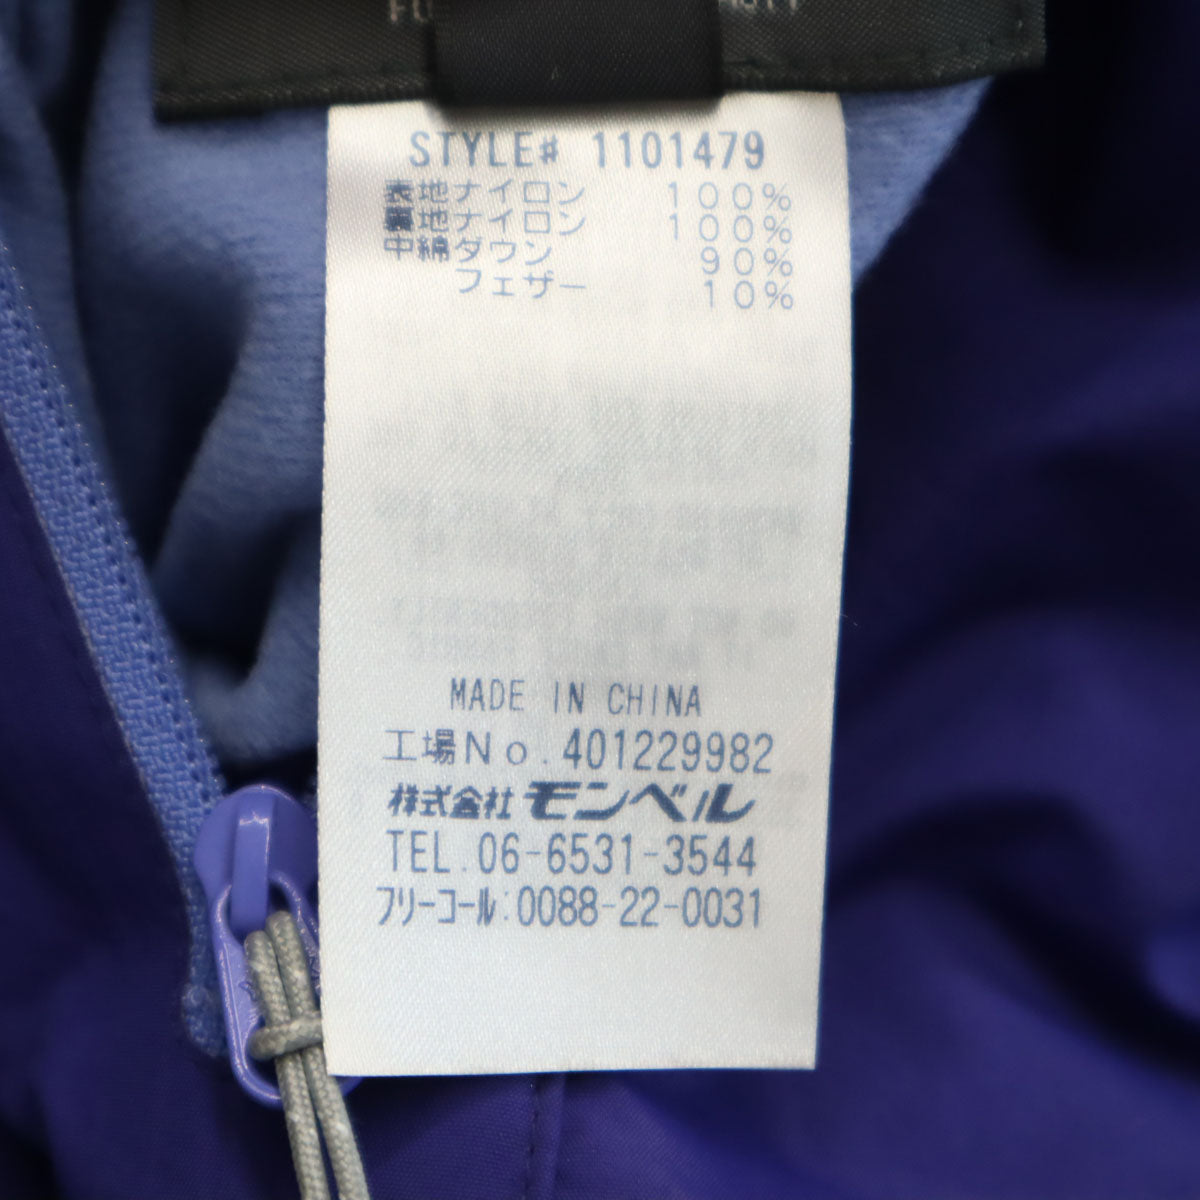 STYLE# 1101479
表地ナイロン 100%
裏地ナイロン 100%
中綿ダウン 90%
フェザー 10%
MADE IN CHINA
工場No. 401229982
株式会社 モンベル
TEL. 06-6531-3544
フリーコール:0088-22-0031